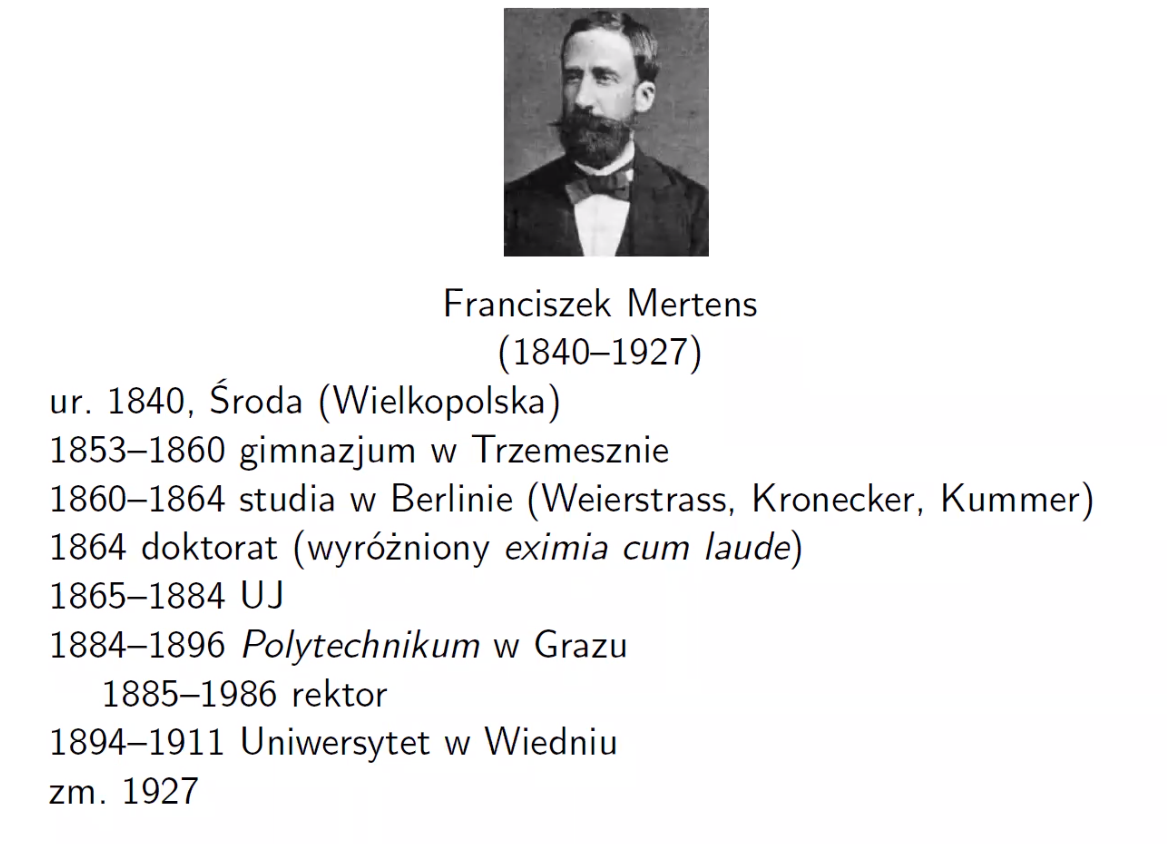 Franciszek Mertens
(1840–1927)
ur. 1840, Środa (Wielkopolska)
1853–1860 gimnazjum w Trzemesznie
1860–1864 studia w Berlinie (Weierstrass, Kronecker, Kummer)
1864 doktorat (wyróżniony eximia cum laude)
1865–1884 UJ
1884–1896 Polytechnikum w Grazu
1885–1986 rektor
1894–1911 Uniwersytet w Wiedniu
zm. 1927